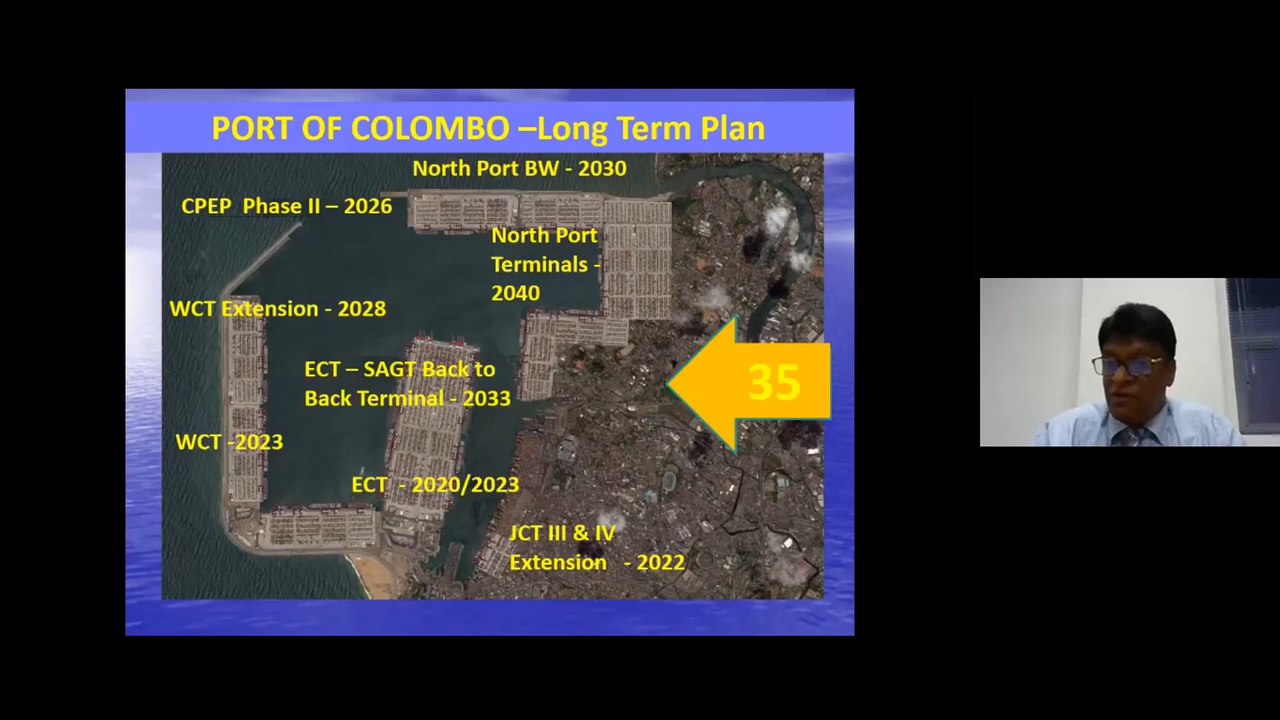 PORT OF COLOMBO –Long Term Plan
North Port BW - 2030
CPEP Phase II – 2026
North Port
Terminals -
2040
WCT Extension - 2028
ECT – SAGT Back to
Back Terminal - 2033
35
WCT -2023
ECT - 2020/2023
JCT III & IV
Extension - 2022